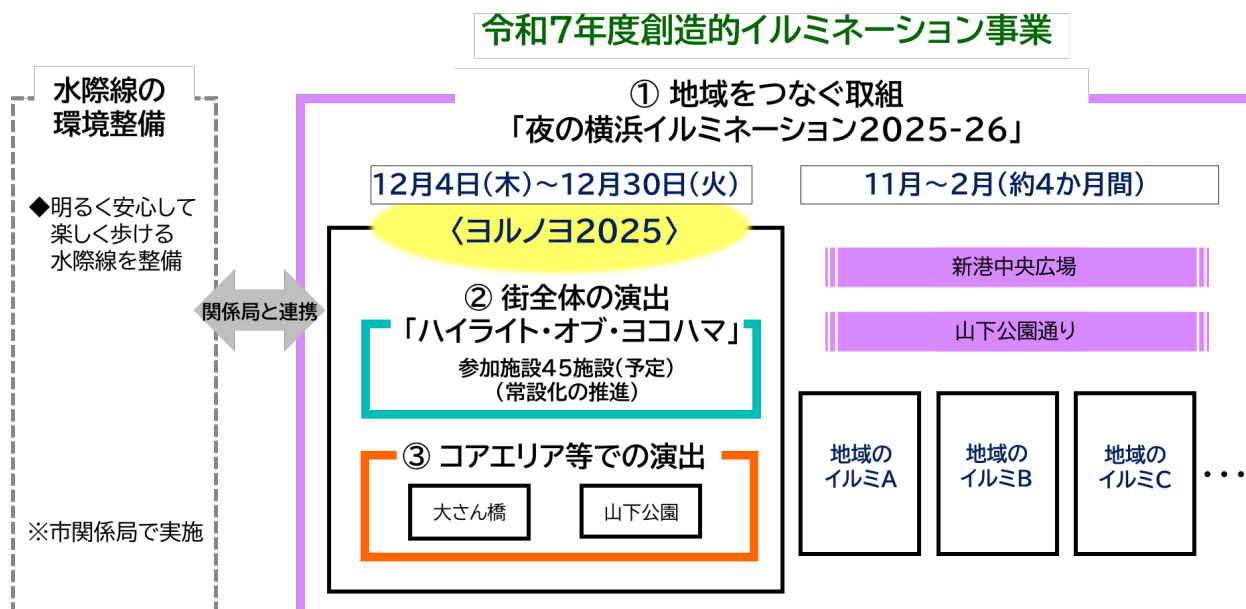 令和7年度創造的イルミネーション事業
水際線の
環境整備
◆明るく安心して
楽しく歩ける
水際線を整備
※市関係局で実施
関係局と連携
① 地域をつなぐ取組
「夜の横浜イルミネーション2025-26」
12月4日(木)~12月30日(火)
〈ヨルノヨ2025〉
② 街全体の演出
「ハイライト・オブ・ヨコハマ」
参加施設45施設(予定)
(常設化の推進)
③ コアエリア等での演出
大さん橋
山下公園
11月~2月(約4か月間)
新港中央広場
山下公園通り
地域の
イルミA
地域の
イルミB
地域の
イルミC
・・・